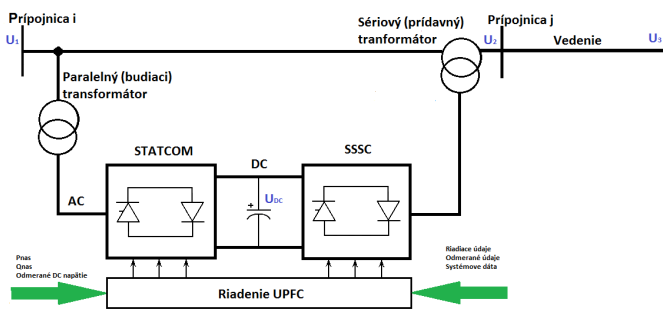 Prípojnica i
U1
Sériový (prídavný)
tranformátor
Prípojnica j
U2
Vedenie
U3
Paralelný (budiaci)
transformátor
STATCOM
DC
SSSC
AC
+
UDC
Pnas
Qnas
Odmerané DC napätie
Riadiace údaje
Odmerané údaje
Systémove dáta
Riadenie UPFC